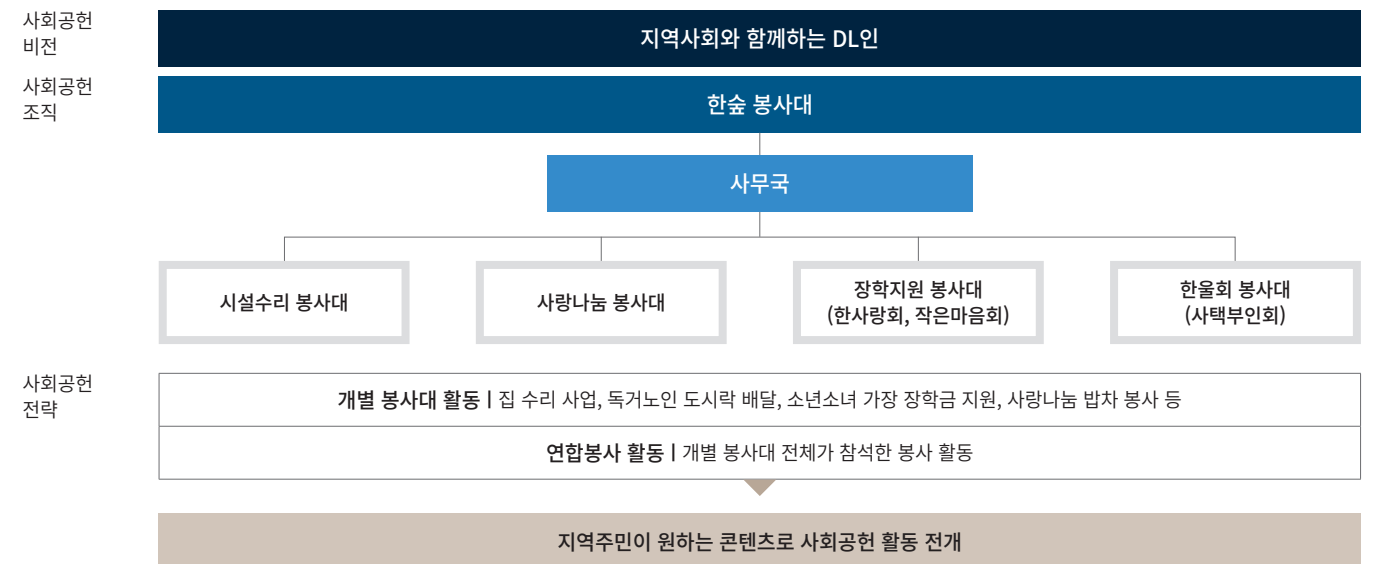 사회공헌
비전
지역사회와 함께하는 DL인
사회공헌
조직
한숲 봉사대
사무국
시설수리 봉사대
사랑나눔 봉사대
장학지원 봉사대
(한사랑회, 작은마음회)
한울회 봉사대
(사택부인회)
사회공헌
전략
개별 봉사대 활동 | 집 수리 사업, 독거노인 도시락 배달, 소년소녀 가장 장학금 지원, 사랑나눔 밥차 봉사 등
연합봉사 활동 | 개별 봉사대 전체가 참석한 봉사 활동
지역주민이 원하는 콘텐츠로 사회공헌 활동 전개